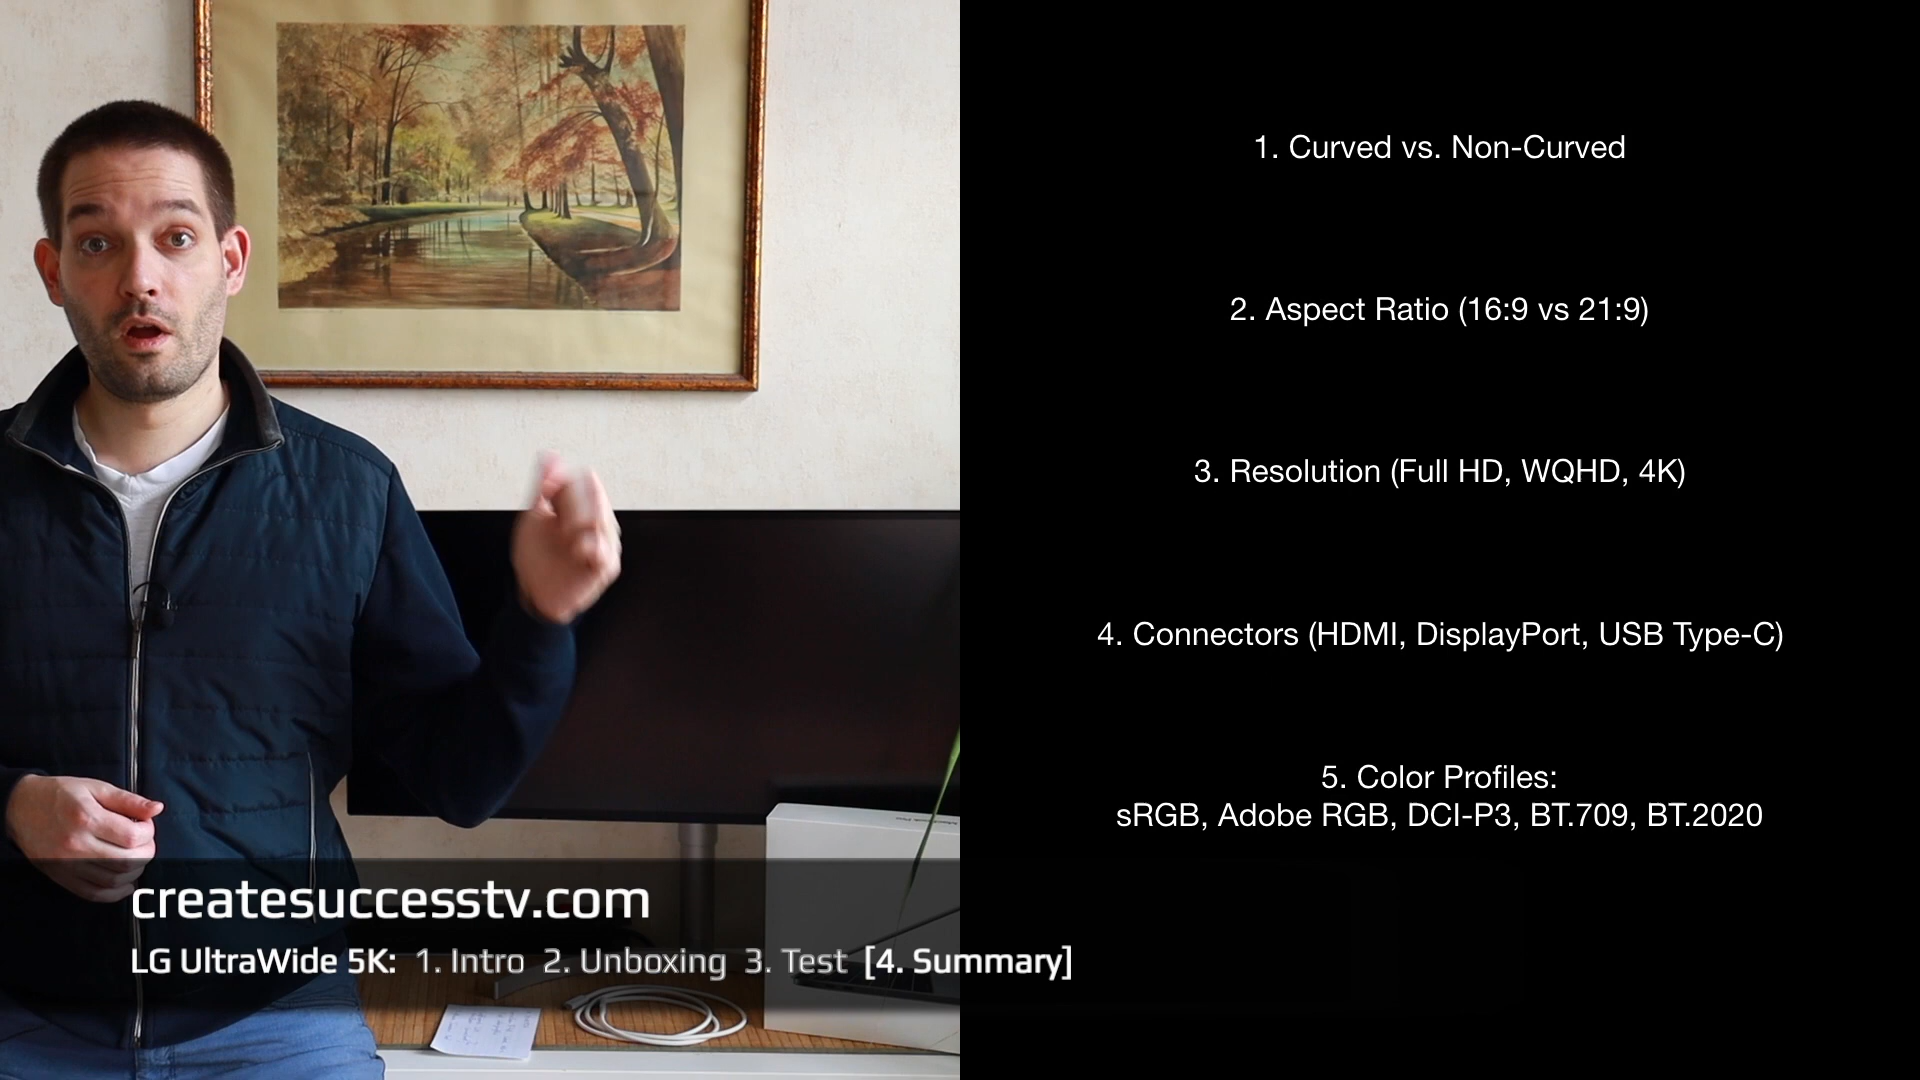 1. Curved vs. Non-Curved
2. Aspect Ratio (16:9 vs 21:9)
3. Resolution (Full HD, WQHD, 4K)
4. Connectors (HDMI, DisplayPort, USB Type-C)
5. Color Profiles:
sRGB, Adobe RGB, DCI-P3, BT.709, BT.2020
createsuccesstv.com
LG UltraWide 5K: 1. Intro 2. Unboxing 3. Test [4. Summary]